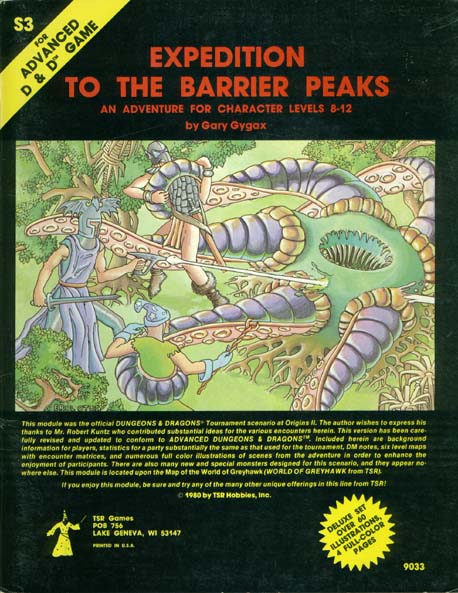 S3
FOR
ADVANCED
D & D™ GAME
EXPEDITION
TO THE BARRIER PEAKS
AN ADVENTURE FOR CHARACTER LEVELS 8-12
by Gary Gygax
This module was the official DUNGEONS & DRAGONS® Tournament scenario at Origins II. The author wishes to express his
thanks to Mr. Robert Kuntz who contributed substantial ideas for the various encounters herein. This version has been care-
fully revised and updated to conform to ADVANCED DUNGEONS & DRAGONS™. Included herein are background
information for players, statistics for a party substantially the same as that used for the tournament, DM notes, six level maps
with encounter matrices, and numerous full color illustrations of scenes from the adventure in order to enhance the
enjoyment of participants. There are also many new and special monsters designed for this scenario, and they appear no-
where else. This module is located upon the Map of the World of Greyhawk (WORLD OF GREYHAWK from TSR)!
If you enjoy this module, be sure and try any of the many other unique offerings in this line from TSR!
© 1980 by TSR Hobbies, Inc.
TSR Games
POB 756
LAKE GENEVA, WI 53147
PRINTED IN U.S.A.
DELUXE SET
OVER 60
ILLUSTRATIONS,
4 FULL-COLOR
PAGES
9033